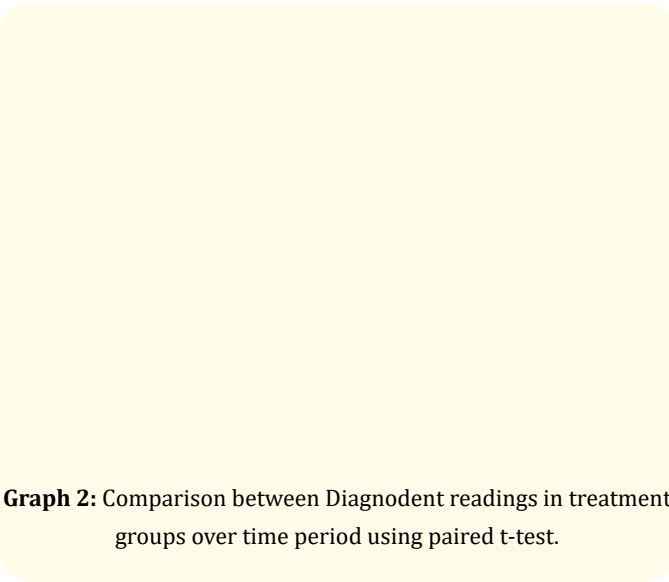 Graph 2: Comparison between Diagnodent readings in treatment
groups over time period using paired t-test.